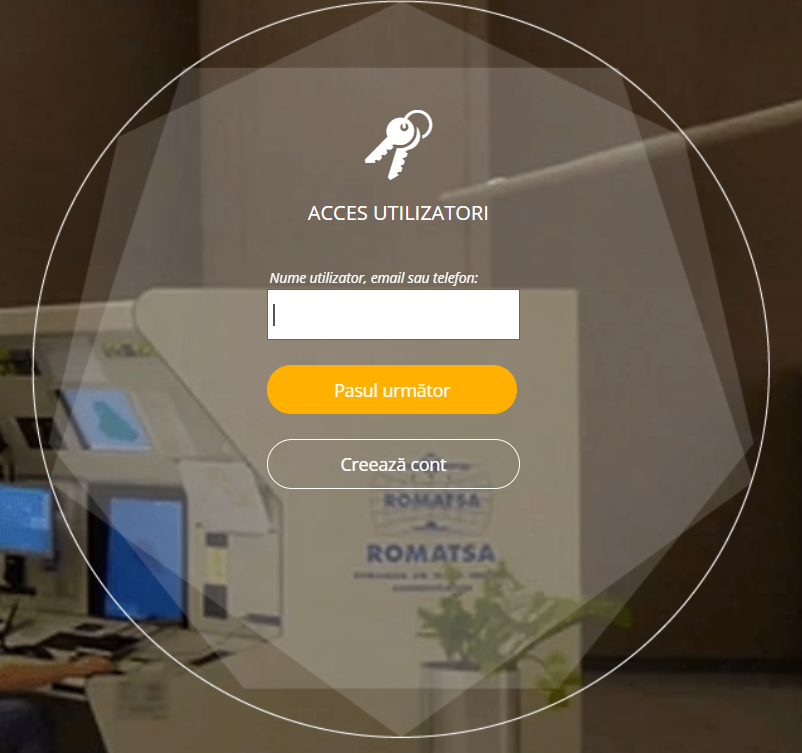 ACCES UTILIZATORI
Nume utilizator, email sau telefon:
Pasul următor
Creează cont
ROMATSA
ROMATSA